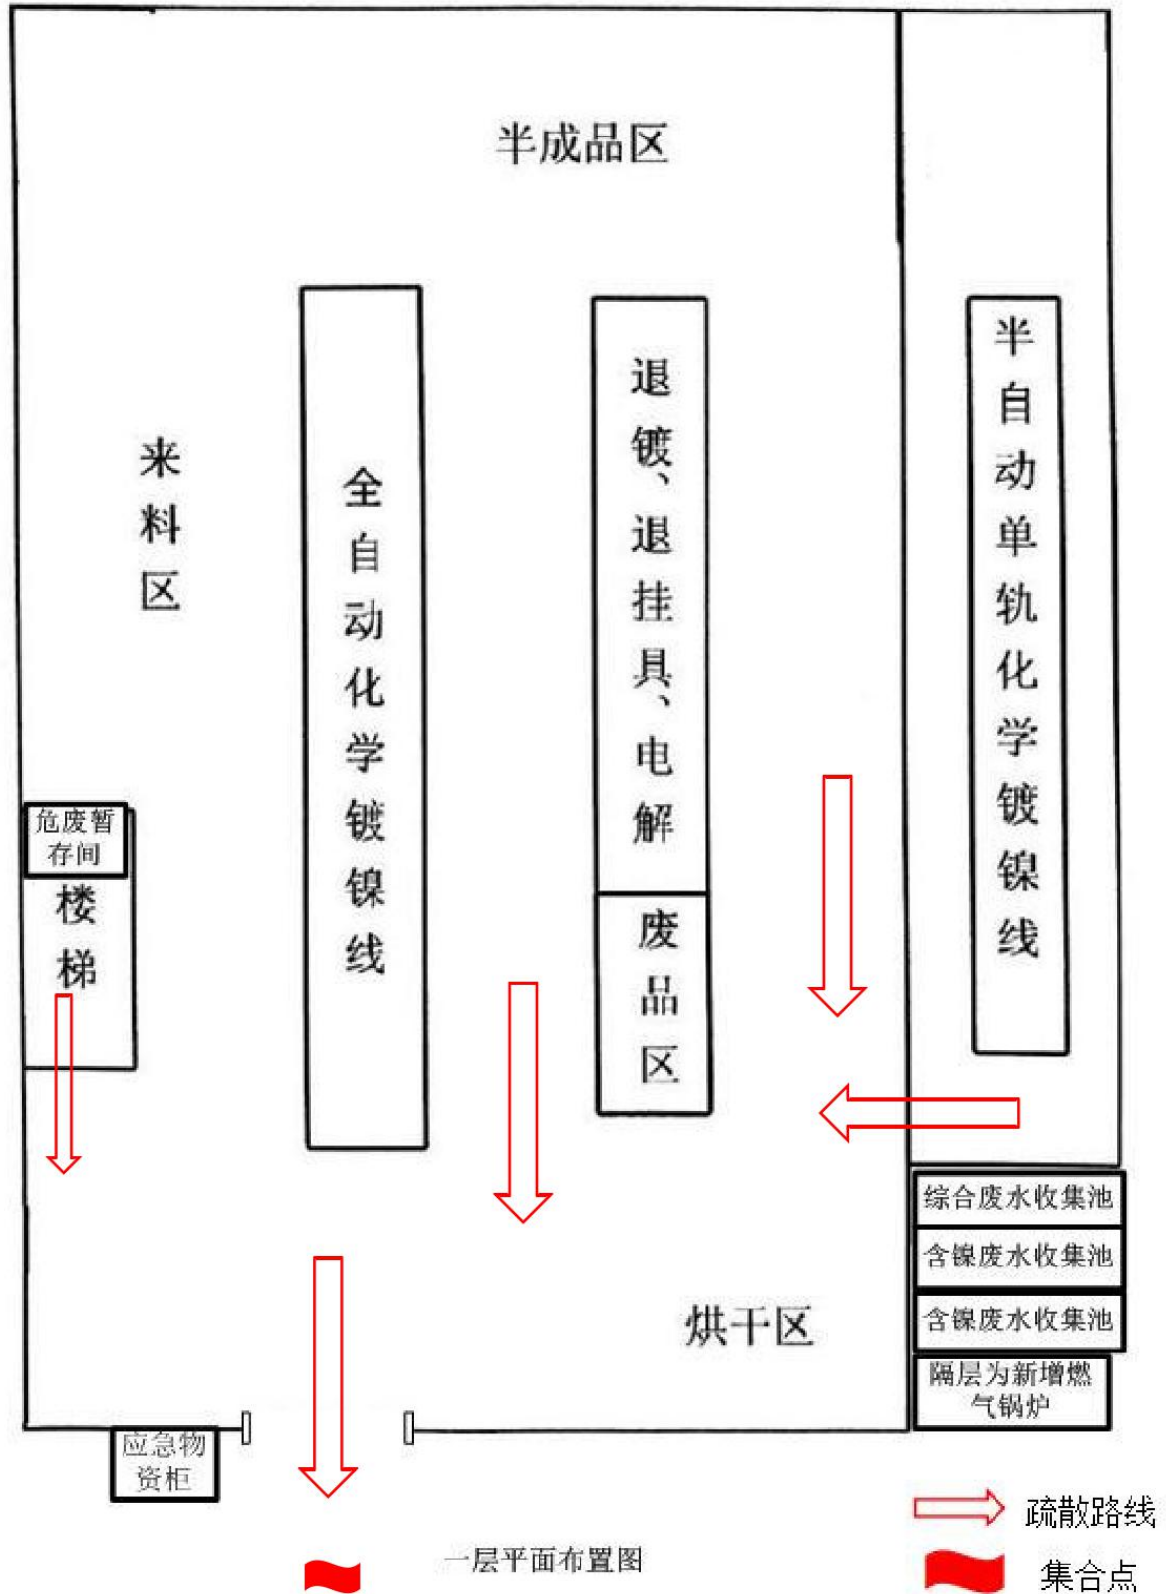 半成品区
来料区
全自动化学镀镍线
退镀、退挂具、电解
废品区
半自动单轨化学镀镍线
危废暂
存间
楼梯
综合废水收集池
含镍废水收集池
含镍废水收集池
隔层为新增燃
气锅炉
烘干区
应急物
资柜
疏散路线
一层平面布置图
集合点